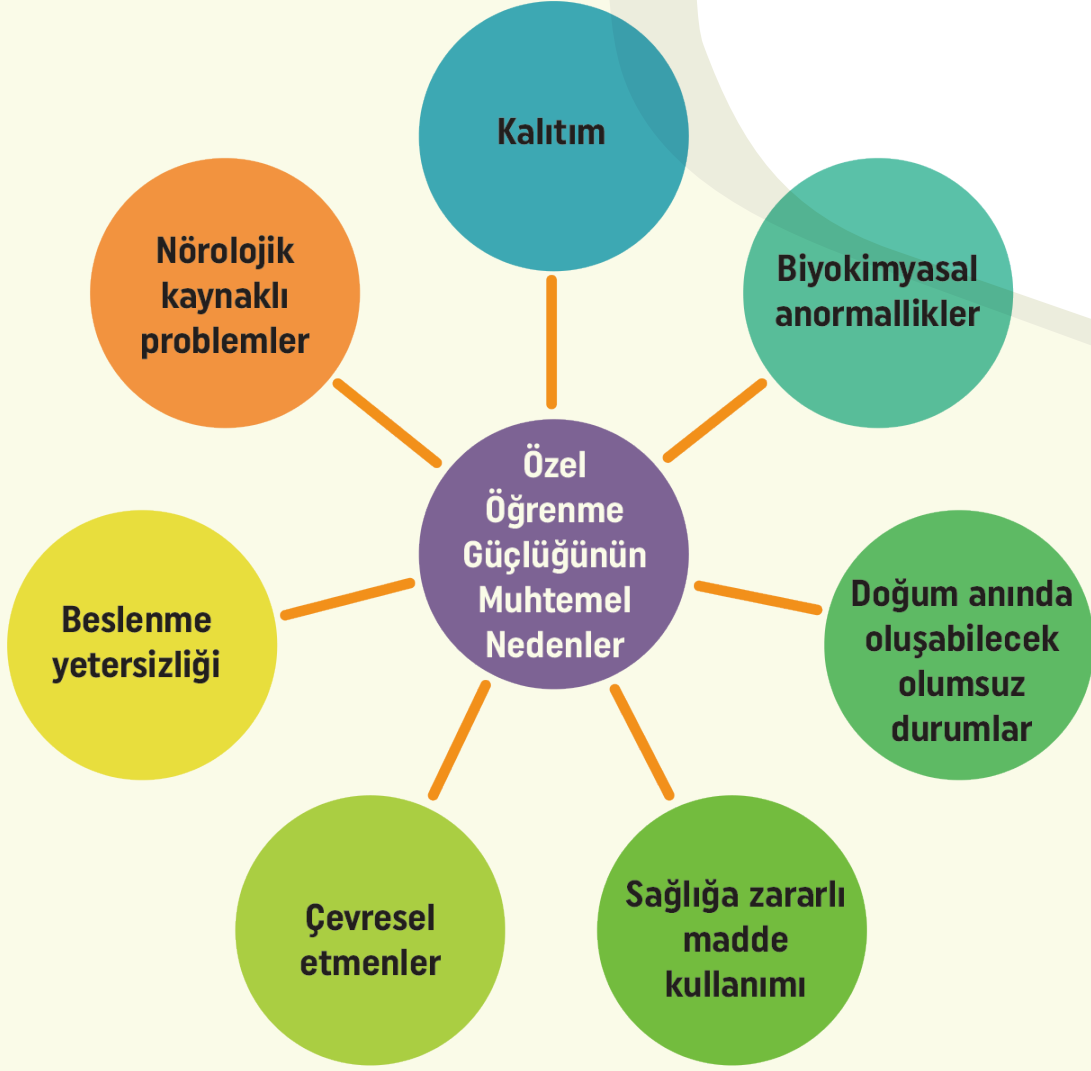 Kalıtım
Biyokimyasal
anormallikler
Doğum anında
oluşabilecek
olumsuz
durumlar
Sağlığa zararlı
madde
kullanımı
Çevresel
etmenler
Beslenme
yetersizliği
Nörolojik
kaynaklı
problemler
Özel
Öğrenme
Güçlüğünün
Muhtemel
Nedenler